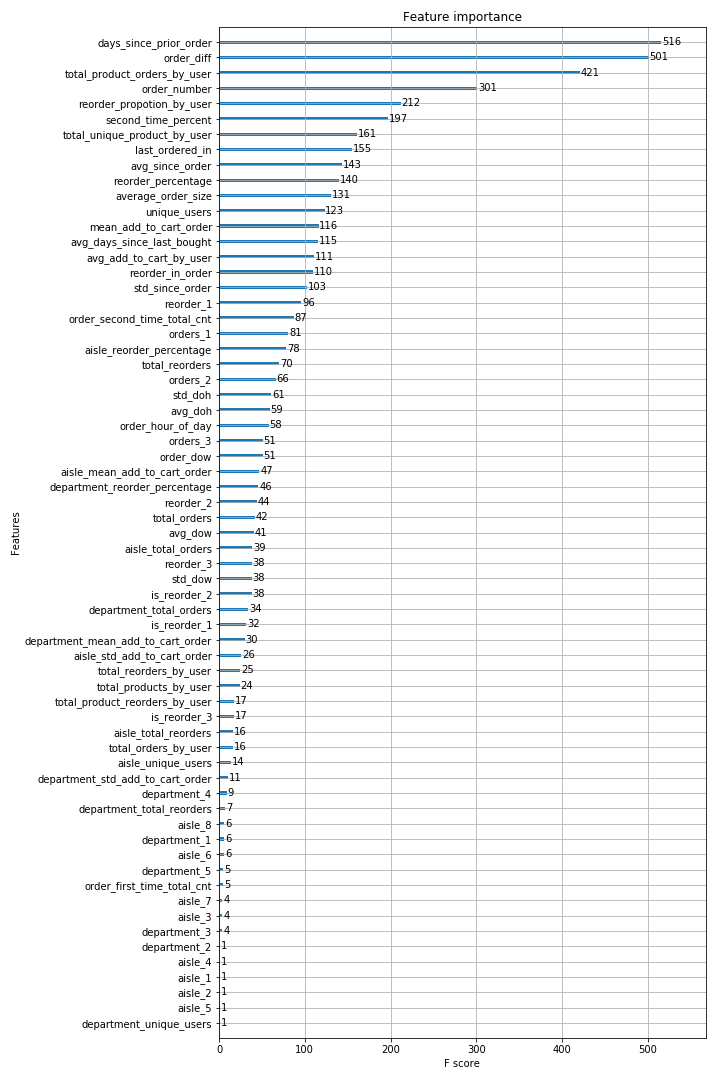 Feature importance
days_since_prior_order 516
order_diff 501
total_product_orders_by_user 421
order_number 301
reorder_propotion_by_user 212
second_time_percent 197
total_unique_product_by_user 161
last_ordered_in 155
avg_since_order 143
reorder_percentage 140
average_order_size 131
unique_users 123
mean_add_to_cart_order 116
avg_days_since_last_bought 115
avg_add_to_cart_by_user 111
reorder_in_order 110
std_since_order 103
reorder_1 96
order_second_time_total_cnt 87
orders_1 81
aisle_reorder_percentage 78
total_reorders 70
orders_2 66
std_doh 61
avg_doh 59
order_hour_of_day 58
orders_3 51
order_dow 51
aisle_mean_add_to_cart_order 47
department_reorder_percentage 46
reorder_2 44
total_orders 42
avg_dow 41
aisle_total_orders 39
reorder_3 38
std_dow 38
is_reorder_2 38
department_total_orders 34
is_reorder_1 32
department_mean_add_to_cart_order 30
aisle_std_add_to_cart_order 26
total_reorders_by_user 25
total_products_by_user 24
total_product_reorders_by_user 17
is_reorder_3 17
aisle_total_reorders 16
total_orders_by_user 16
aisle_unique_users 14
department_std_add_to_cart_order 11
department_4 9
department_total_reorders 7
aisle_8 6
department_1 6
aisle_6 6
department_5 5
order_first_time_total_cnt 5
aisle_7 4
aisle_3 4
department_3 4
department_2 1
aisle_4 1
aisle_1 1
aisle_2 1
aisle_5 1
department_unique_users 1
Features
0 100 200 300 400 500
F score